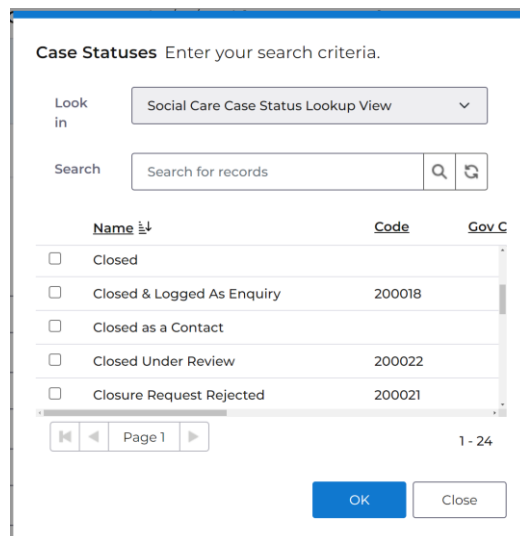 Case Statuses Enter your search criteria.
Look
in
Social Care Case Status Lookup View
Search
Search for records
Name
Code
Gov C
Closed
Closed & Logged As Enquiry 200018
Closed as a Contact
Closed Under Review 200022
Closure Request Rejected 200021
Page 1
1 - 24
OK
Close